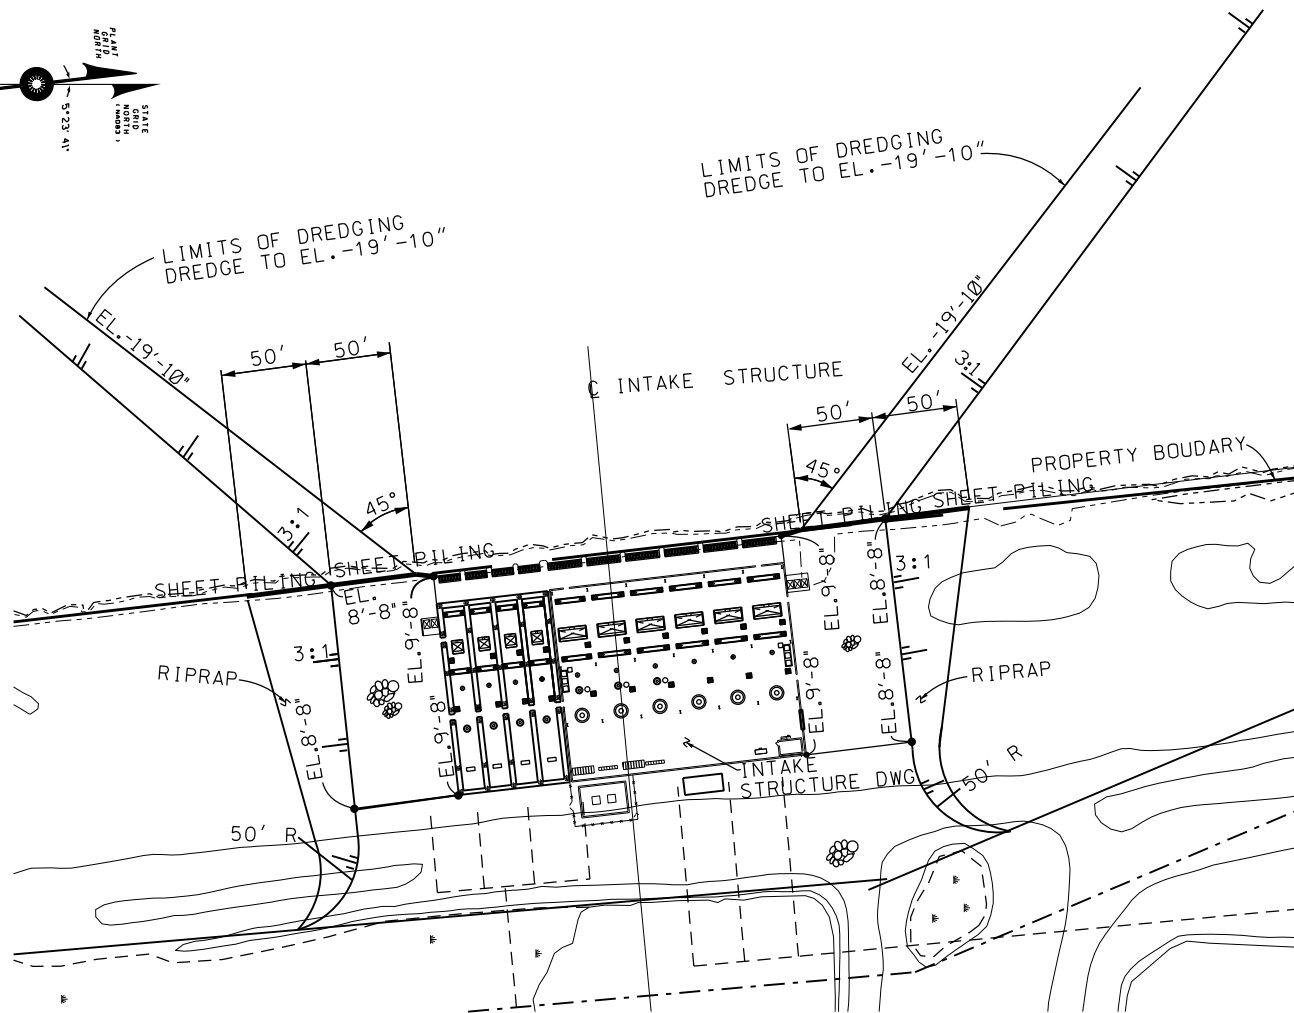 PLANT
GRID
NORTH
STATE
GRID
NORTH
(NAD83)
5°23'41"
LIMITS OF DREDGING
DREDGE TO EL.-19'-10"
LIMITS OF DREDGING
DREDGE TO EL.-19'-10"
EL.-19'-10"
50'
50'
℄ INTAKE STRUCTURE
EL.-19'-10"
3:1
50'
50'
45°
45°
PROPERTY BOUDARY
3:1
SHEET PILING
SHEET PILING
SHEET PILING
SHEET PILING
EL.
8'-8"
EL.9'-8"
EL.9'-8"
EL.8'-8"
3:1
3:1
RIPRAP
RIPRAP
EL.8'-8"
EL.9'-8"
EL.9'-8"
EL.8'-8"
INTAKE
STRUCTURE DWG
50' R
50' R